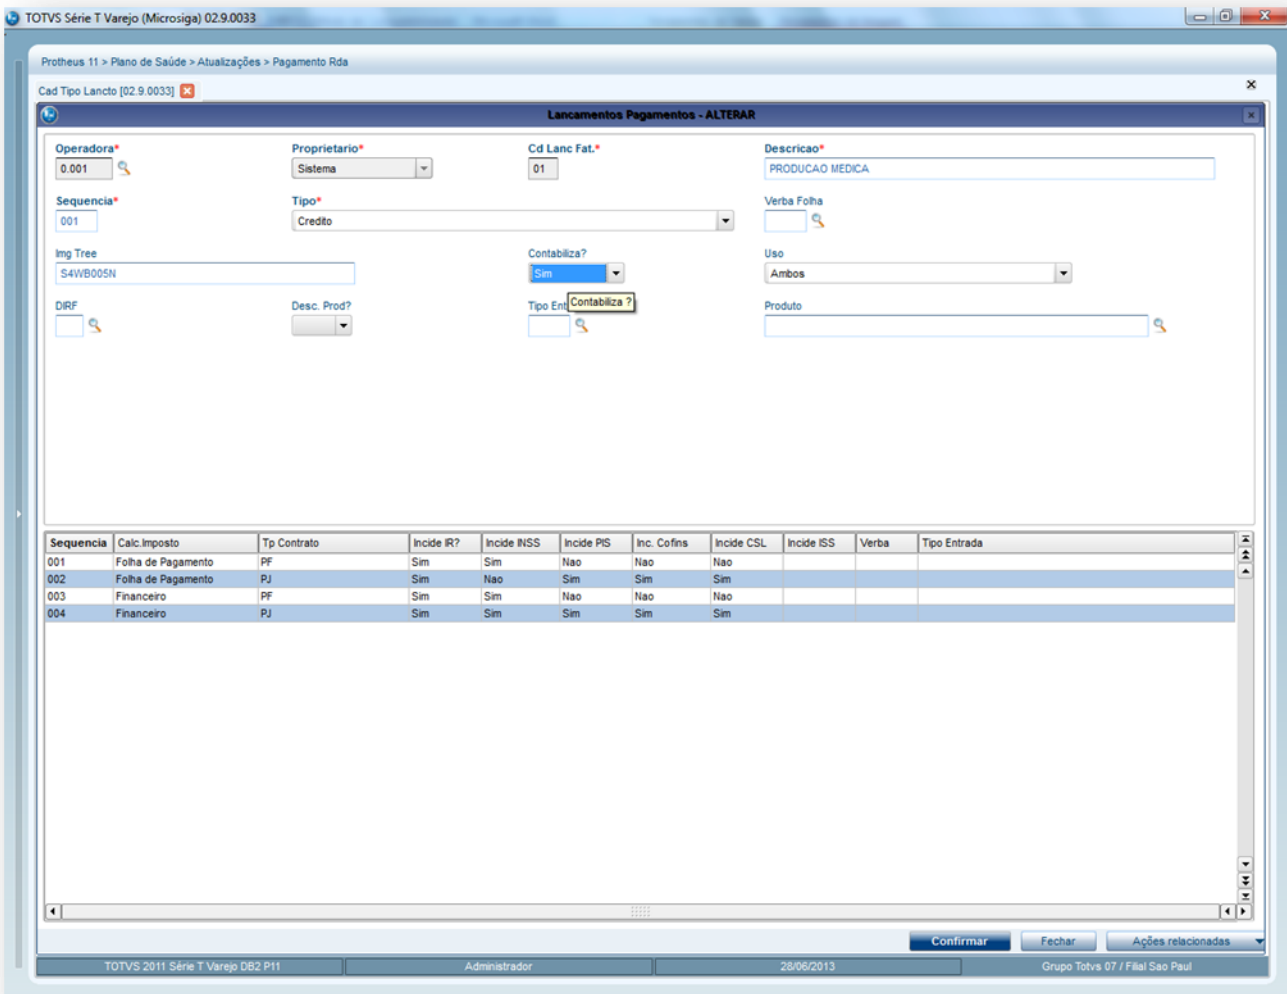 TOTVS Série T Varejo (Microsiga) 02.9.0033
Protheus 11 > Plano de Saúde > Atualizações > Pagamento Rda
Cad Tipo Lancto [02.9.0033]
Lancamentos Pagamentos - ALTERAR
Operadora* Proprietario* Cd Lanc Fat.* Descricao*
0.001 Sistema 01 PRODUCAO MEDICA
Sequencia* Tipo* Verba Folha
001 Credito
Img Tree Contabiliza? Uso
S4WB005N Sim Ambos
DIRF Desc. Prod? Tipo Ent Contabiliza ? Produto
Sequencia Calc.Imposto Tp Contrato Incide IR? Incide INSS Incide PIS Inc. Cofins Incide CSL Incide ISS Verba Tipo Entrada
001 Folha de Pagamento PF Sim Sim Nao Nao Nao
002 Folha de Pagamento PJ Sim Nao Sim Sim Sim
003 Financeiro PF Sim Sim Nao Nao Nao
004 Financeiro PJ Sim Sim Sim Sim Sim
Confirmar Fechar Ações relacionadas
TOTVS 2011 Série T Varejo DB2 P11 Administrador 28/06/2013 Grupo Totvs 07 / Filial Sao Paul